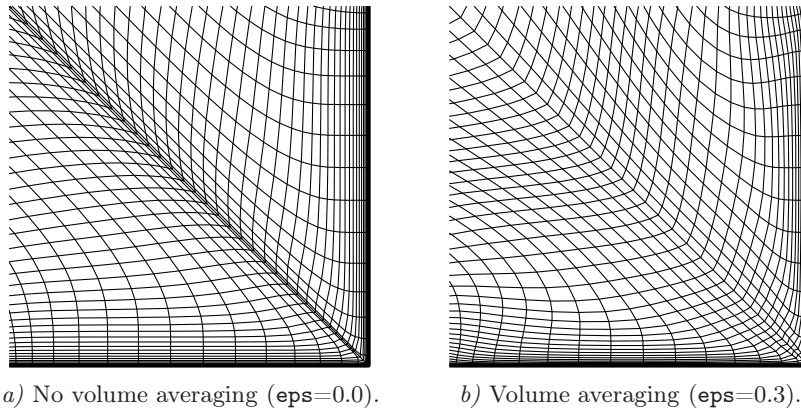 a) No volume averaging (eps=0.0).
b) Volume averaging (eps=0.3).